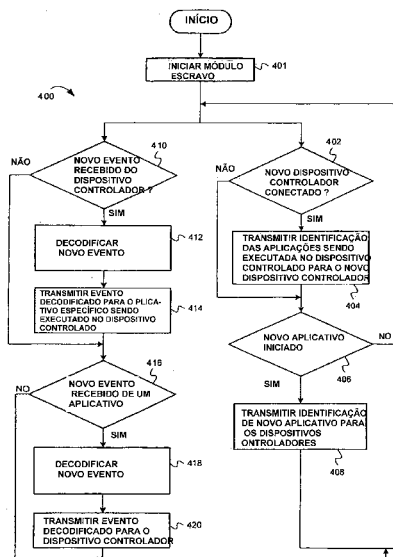 INÍCIO
INICIAR MÓDULO
ESCRAVO
401
400
410
NOVO EVENTO
RECEBIDO DO
DISPOSITIVO
CONTROLADOR ?
NÃO
SIM
412
DECODIFICAR
NOVO EVENTO
TRANSMITIR EVENTO
DECODIFICADO PARA O PLICA-
TIVO ESPECÍFICO SENDO
EXECUTADO NO DISPOSITIVO
CONTROLADO
414
416
NOVO EVENTO
RECEBIDO DE UM
APLICATIVO
NO
SIM
DECODIFICAR
NOVO EVENTO
418
TRANSMITIR EVENTO
DECODIFICADO PARA O
DISPOSITIVO CONTROLADOR
420
402
NOVO DISPOSITIVO
CONTROLADOR
CONECTADO ?
NÃO
SIM
TRANSMITIR IDENTIFICAÇÃO
DAS APLICAÇÕES SENDO
EXECUTADA NO DISPOSITIVO
CONTROLADO PARA O NOVO
DISPOSITIVO CONTROLADOR
404
NOVO APLICATIVO
INICIADO
NO
406
SIM
TRANSMITIR IDENTIFICAÇÃO
DE NOVO APLICATIVO PARA
OS DISPOSITIVOS
ONTROLADORES
408